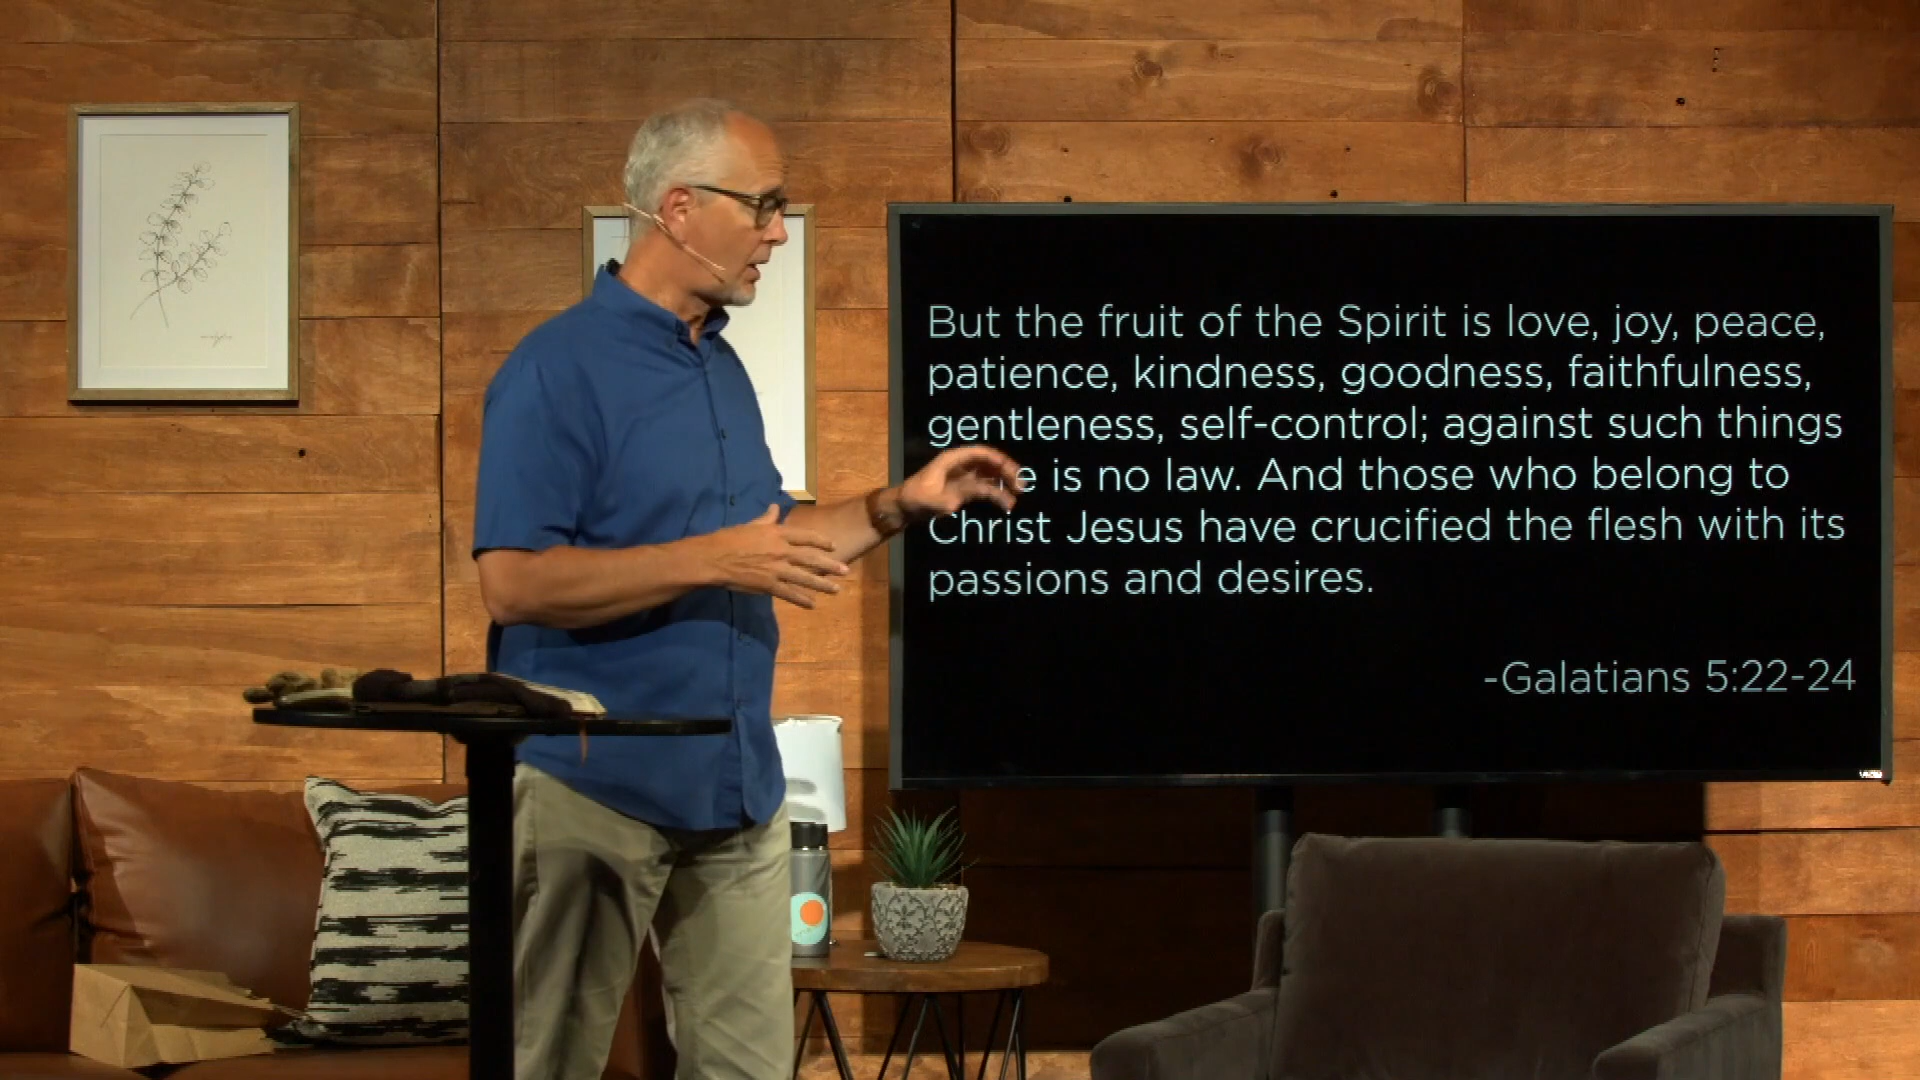 But the fruit of the Spirit is love, joy, peace,
patience, kindness, goodness, faithfulness,
gentleness, self-control; against such things
is no law. And those who belong to
Christ Jesus have crucified the flesh with its
passions and desires.
-Galatians 5:22-24
VIZIO